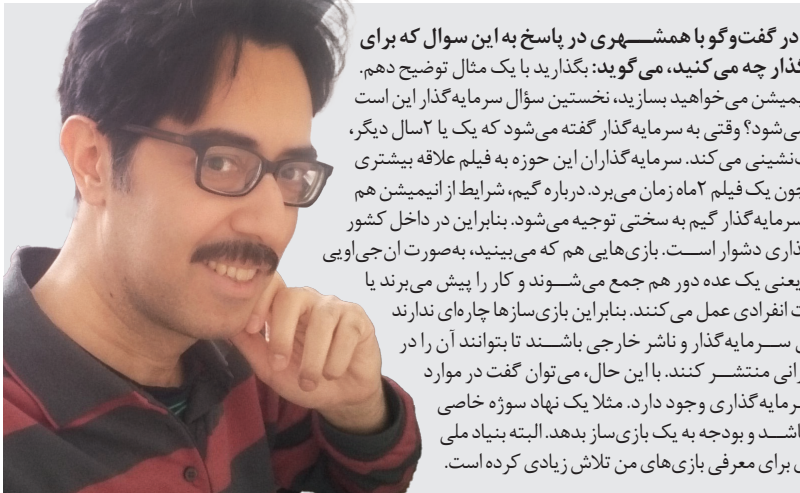 در گفت‌وگو با همشهری در پاسخ به این سوال که برای
گذار چه می‌کنید، می‌گوید: بگذارید با یک مثال توضیح دهم.
یمیشن می‌خواهید بسازید، نخستین سؤال سرمایه‌گذار این است
ی‌شود؟ وقتی به سرمایه‌گذار گفته می‌شود که یک یا ۲سال دیگر،
ب‌نشینی می‌کند. سرمایه‌گذاران این حوزه به فیلم علاقه بیشتری
چون یک فیلم ۲ماه زمان می‌برد. درباره گیم، شرایط از انیمیشن هم
سرمایه‌گذار گیم به سختی توجیه می‌شود. بنابراین در داخل کشور
ذاری دشوار است. بازی‌هایی هم که می‌بینید، به‌صورت ان‌جی‌اویی
یعنی یک عده دور هم جمع می‌شوند و کار را پیش می‌برند یا
ت انفرادی عمل می‌کنند. بنابراین بازی‌سازها چاره‌ای ندارند
سرمایه‌گذار و ناشر خارجی باشند تا بتوانند آن را در
رانی منتشر کنند. با این حال، می‌توان گفت در موارد
رمایه‌گذاری وجود دارد. مثلا یک نهاد سوژه خاصی
اشد و بودجه به یک بازی‌ساز بدهد. البته بنیاد ملی
برای معرفی بازی‌های من تلاش زیادی کرده است.